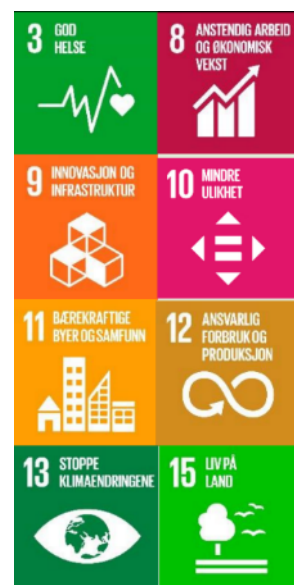 3 GOD
HELSE
8 ANSTENDIG ARBEID
OG ØKONOMISK
VEKST
9 INNOVASJON OG
INFRASTRUKTUR
10 MINDRE
ULIKHET
11 BÆREKRAFTIGE
BYER OG SAMFUNN
12 ANSVARLIG
FORBRUK OG
PRODUKSJON
13 STOPPE
KLIMAENDRINGENE
15 LIV PÅ
LAND